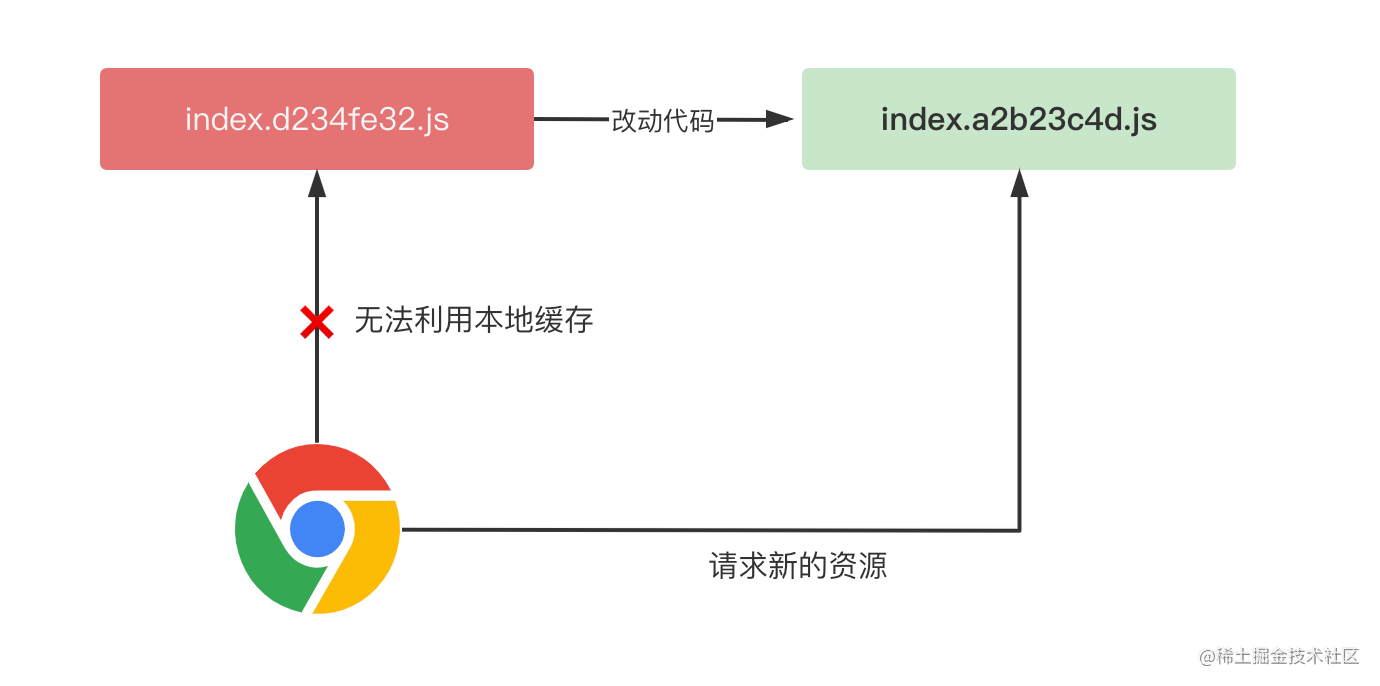 index.d234fe32.js
改动代码
index.a2b23c4d.js
无法利用本地缓存
请求新的资源
@稀土掘金技术社区